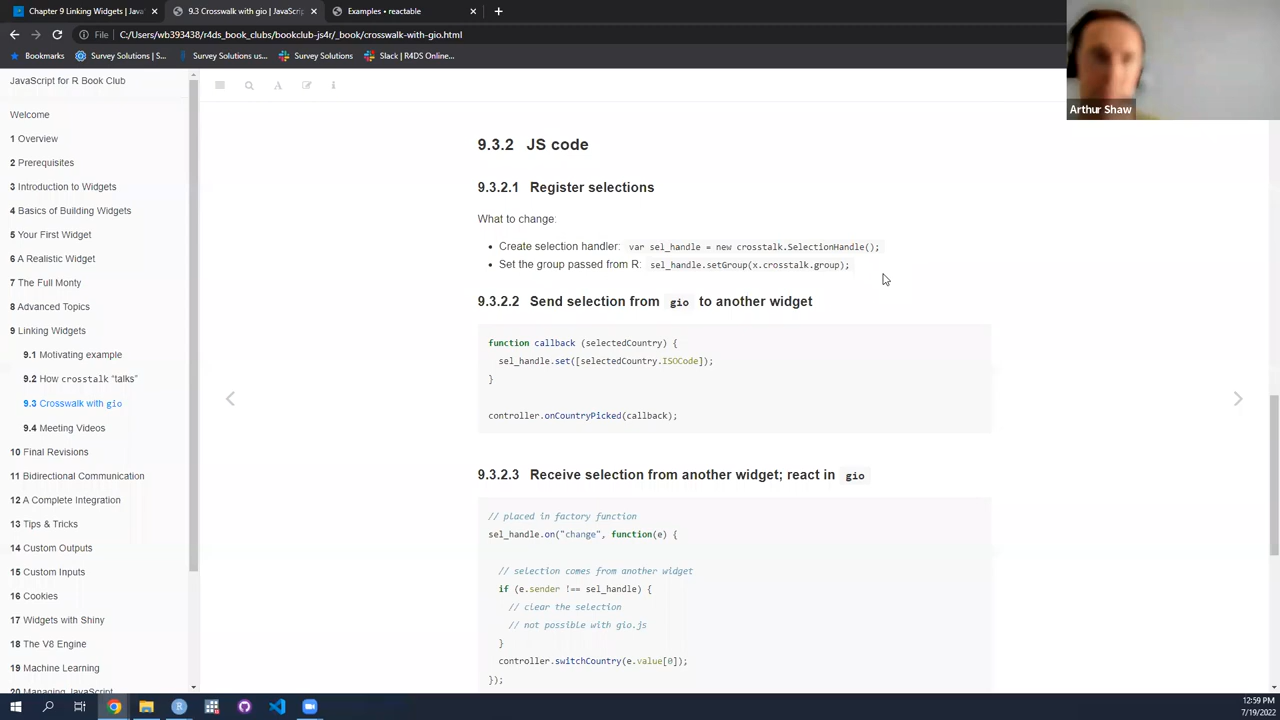 Chapter 9 Linking Widgets | Java
9.3 Crosswalk with gio | JavaScrip
Examples • reactable
File
C:/Users/wb393438/r4ds_book_clubs/bookclub-js4r/_book/crosswalk-with-gio.html
Bookmarks
Survey Solutions | S...
Survey Solutions us...
Survey Solutions
Slack | R4DS Online...
Arthur Shaw
JavaScript for R Book Club
Welcome
1 Overview
2 Prerequisites
3 Introduction to Widgets
4 Basics of Building Widgets
5 Your First Widget
6 A Realistic Widget
7 The Full Monty
8 Advanced Topics
9 Linking Widgets
9.1 Motivating example
9.2 How crosstalk “talks”
9.3 Crosswalk with gio
9.4 Meeting Videos
10 Final Revisions
11 Bidirectional Communication
12 A Complete Integration
13 Tips & Tricks
14 Custom Outputs
15 Custom Inputs
16 Cookies
17 Widgets with Shiny
18 The V8 Engine
19 Machine Learning
20 Managing JavaScript
9.3.2 JS code
9.3.2.1 Register selections
What to change:
• Create selection handler: var sel_handle = new crosstalk.SelectionHandle();
• Set the group passed from R: sel_handle.setGroup(x.crosstalk.group);
9.3.2.2 Send selection from gio to another widget
function callback (selectedCountry) {
sel_handle.set([selectedCountry.ISOCode]);
}
controller.onCountryPicked(callback);
9.3.2.3 Receive selection from another widget; react in gio
// placed in factory function
sel_handle.on("change", function(e) {
// selection comes from another widget
if (e.sender !== sel_handle) {
// clear the selection
// not possible with gio.js
}
controller.switchCountry(e.value[0]);
});
12:59 PM
7/19/2022